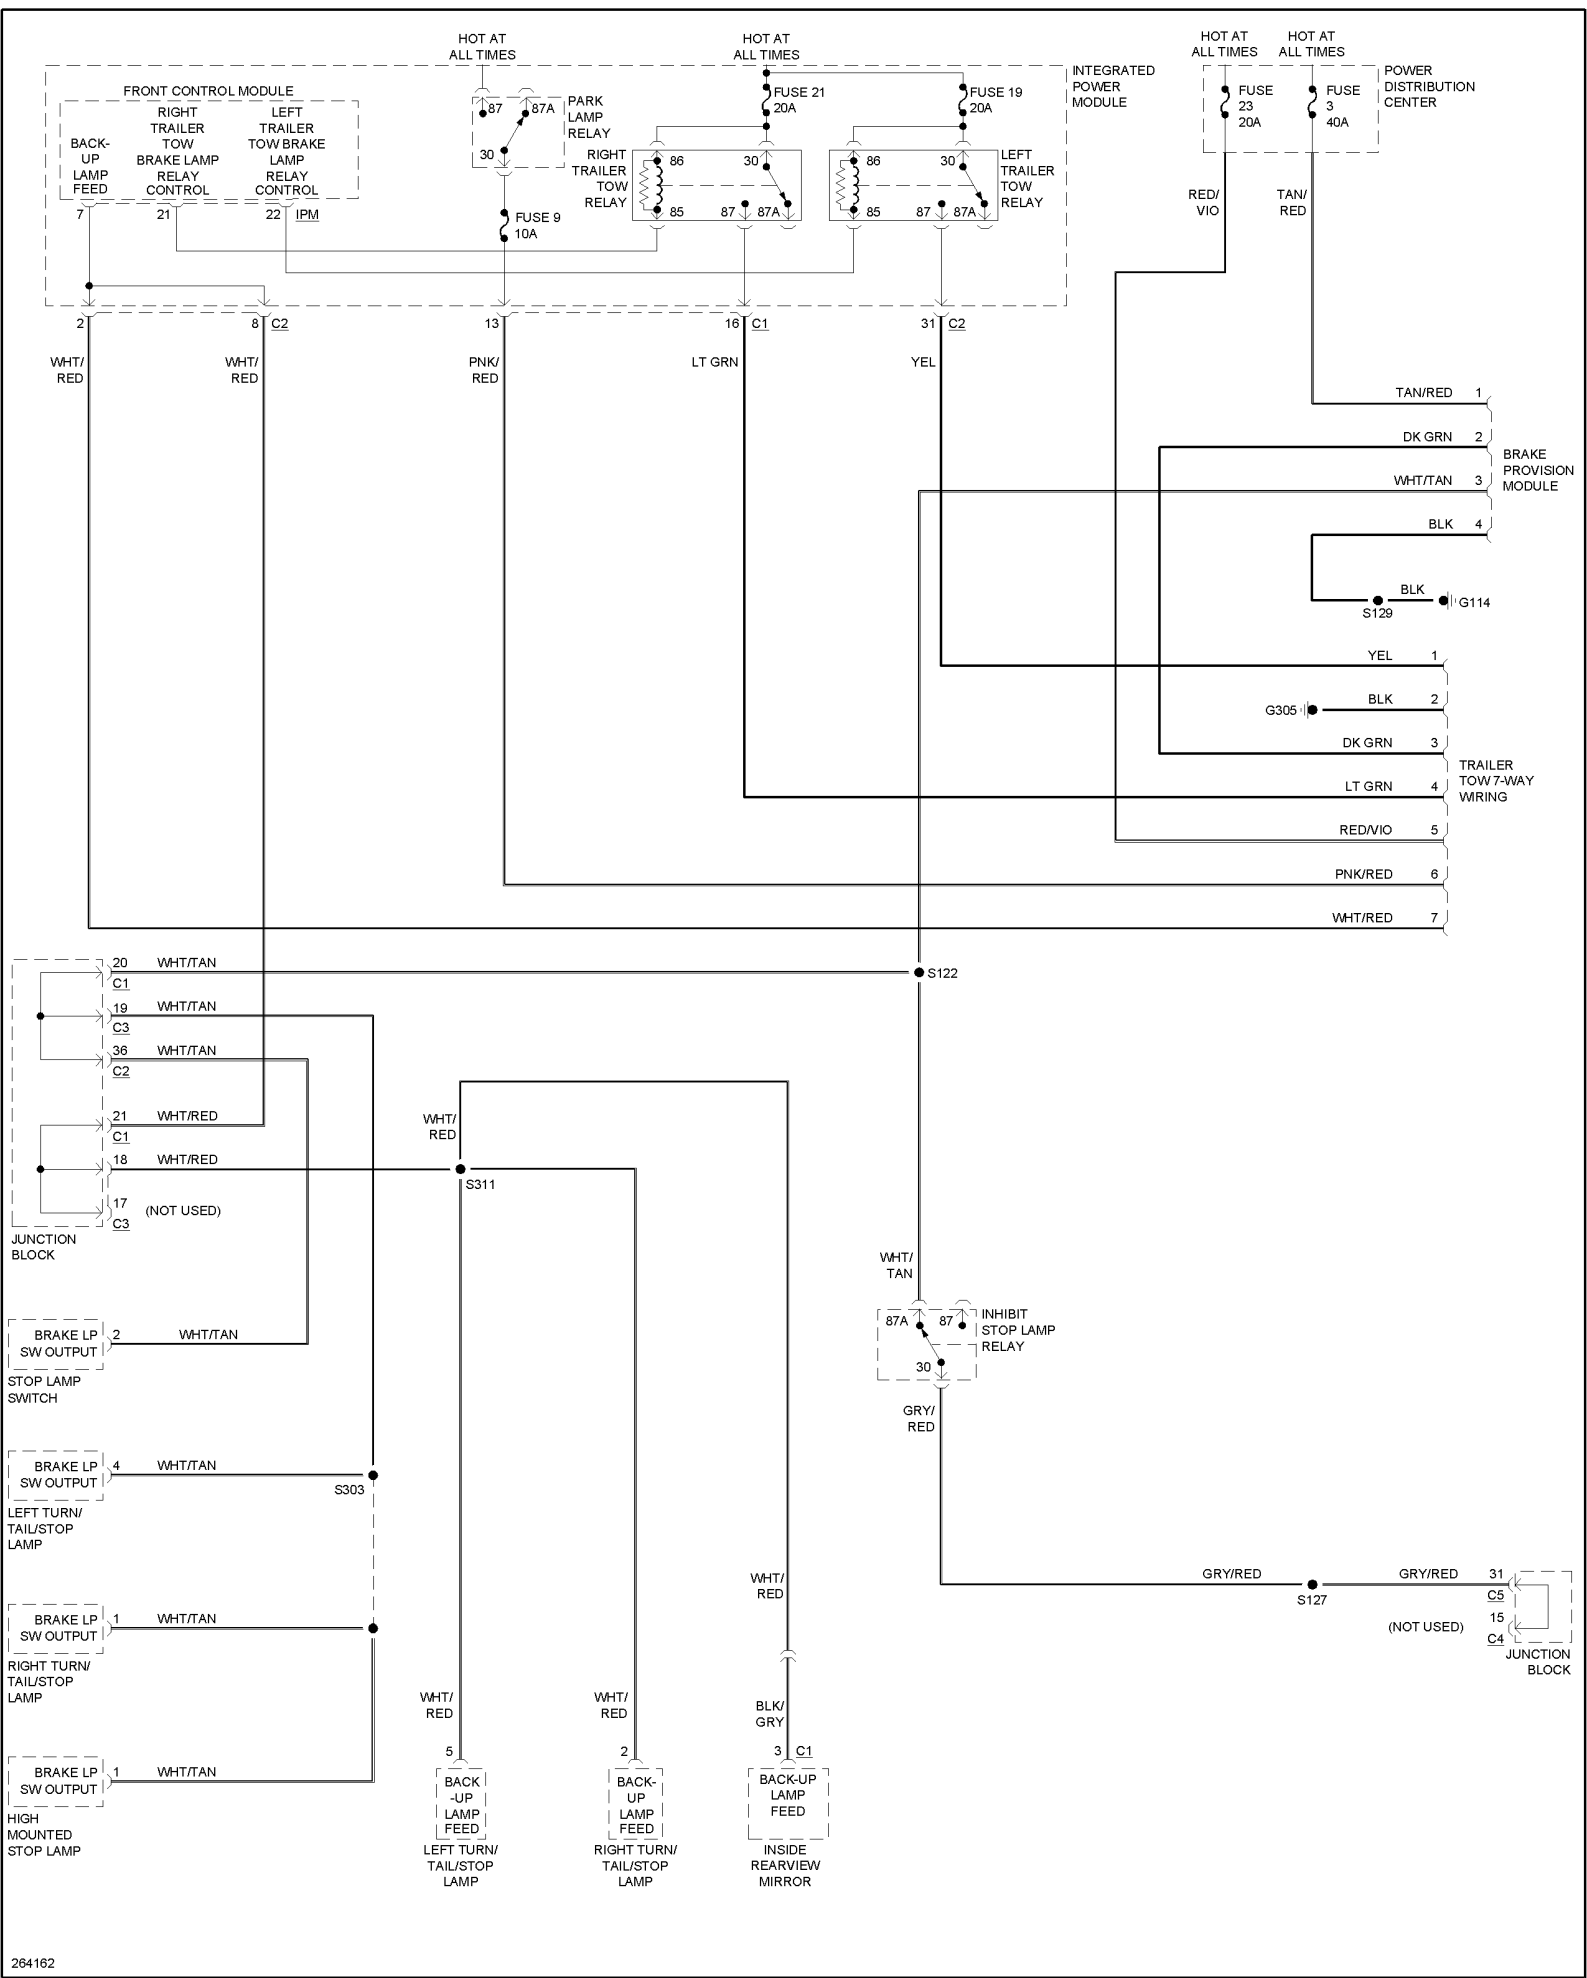 HOT AT
ALL TIMES
HOT AT
ALL TIMES
HOT AT
ALL TIMES
HOT AT
ALL TIMES
INTEGRATED
POWER
MODULE
POWER
DISTRIBUTION
CENTER
FRONT CONTROL MODULE
BACK-
UP
LAMP
FEED
RIGHT
TRAILER
TOW
BRAKE LAMP
RELAY
CONTROL
LEFT
TRAILER
TOW BRAKE
LAMP
RELAY
CONTROL
7
21
22
IPM
87
87A
30
PARK
LAMP
RELAY
FUSE 9
10A
FUSE 21
20A
FUSE 19
20A
RIGHT
TRAILER
TOW
RELAY
86
30
85
87
87A
86
30
85
87
87A
LEFT
TRAILER
TOW
RELAY
FUSE
23
20A
FUSE
3
40A
RED/
VIO
TAN/
RED
2
8
C2
13
16
C1
31
C2
WHT/
RED
WHT/
RED
PNK/
RED
LT GRN
YEL
TAN/RED
1
DK GRN
2
WHT/TAN
3
BLK
4
BRAKE
PROVISION
MODULE
BLK
S129
G114
YEL
1
G305
BLK
2
DK GRN
3
LT GRN
4
RED/VIO
5
PNK/RED
6
WHT/RED
7
TRAILER
TOW 7-WAY
WIRING
20
WHT/TAN
C1
S122
19
WHT/TAN
C3
36
WHT/TAN
C2
21
WHT/RED
C1
18
WHT/RED
17
(NOT USED)
C3
JUNCTION
BLOCK
WHT/
RED
S311
BRAKE LP
SW OUTPUT
2
WHT/TAN
STOP LAMP
SWITCH
BRAKE LP
SW OUTPUT
4
WHT/TAN
S303
LEFT TURN/
TAIL/STOP
LAMP
BRAKE LP
SW OUTPUT
1
WHT/TAN
RIGHT TURN/
TAIL/STOP
LAMP
BRAKE LP
SW OUTPUT
1
WHT/TAN
HIGH
MOUNTED
STOP LAMP
WHT/
TAN
87A
87
30
INHIBIT
STOP LAMP
RELAY
GRY/
RED
GRY/RED
S127
GRY/RED
31
C5
(NOT USED)
15
C4
JUNCTION
BLOCK
WHT/
RED
WHT/
RED
WHT/
RED
BLK/
GRY
5
2
3
C1
BACK
-UP
LAMP
FEED
BACK-
UP
LAMP
FEED
BACK-UP
LAMP
FEED
LEFT TURN/
TAIL/STOP
LAMP
RIGHT TURN/
TAIL/STOP
LAMP
INSIDE
REARVIEW
MIRROR
264162